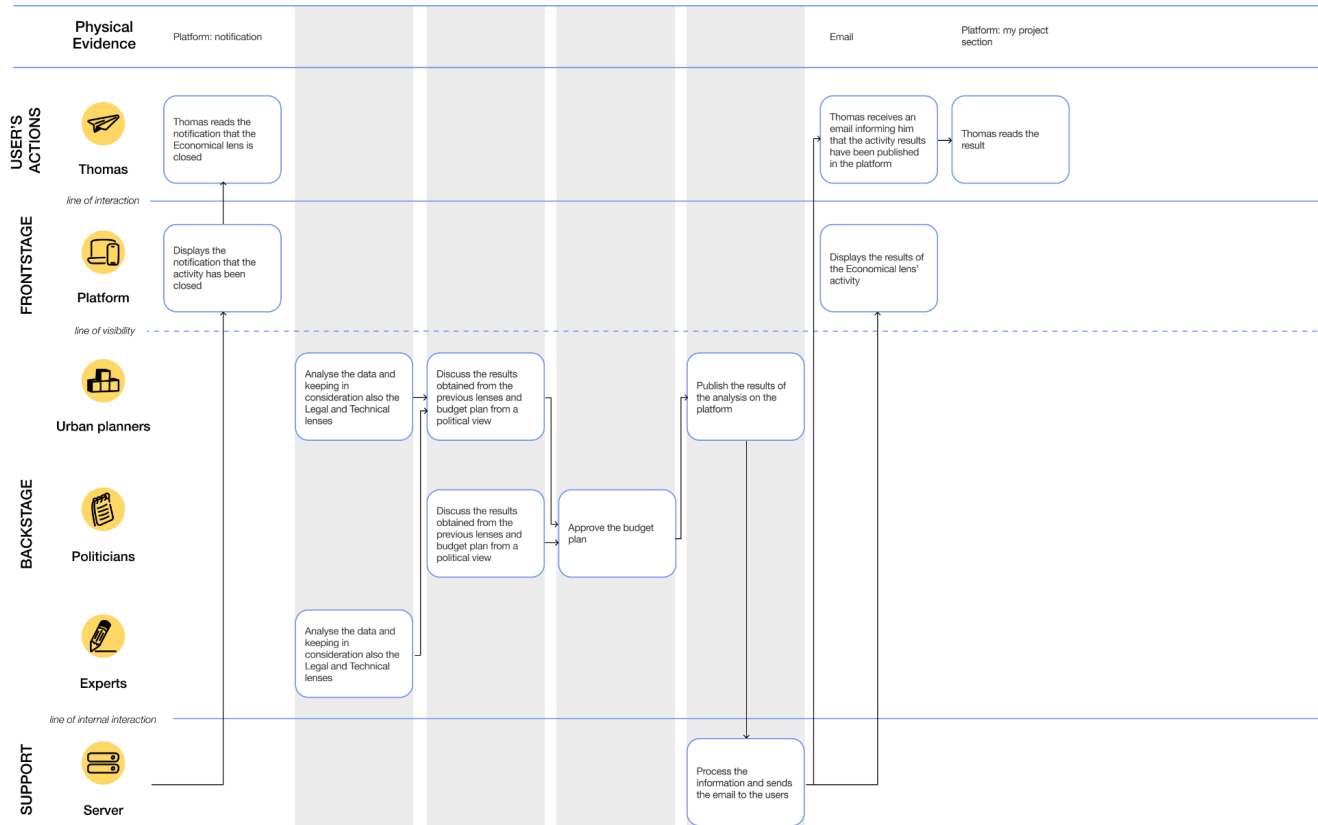 Physical
Evidence
Platform: notification
Email
Platform: my project
section
USER'S
ACTIONS
Thomas
Thomas reads the
notification that the
Economical lens is
closed
Thomas receives an
email informing him
that the activity results
have been published
in the platform
Thomas reads the
result
line of interaction
FRONTSTAGE
Platform
Displays the
notification that the
activity has been
closed
Displays the results of
the Economical lens'
activity
line of visibility
BACKSTAGE
Urban planners
Analyse the data and
keeping in
consideration also the
Legal and Technical
lenses
Discuss the results
obtained from the
previous lenses and
budget plan from a
political view
Publish the results of
the analysis on the
platform
Politicians
Discuss the results
obtained from the
previous lenses and
budget plan from a
political view
Approve the budget
plan
Experts
Analyse the data and
keeping in
consideration also the
Legal and Technical
lenses
line of internal interaction
SUPPORT
Server
Process the
information and sends
the email to the users